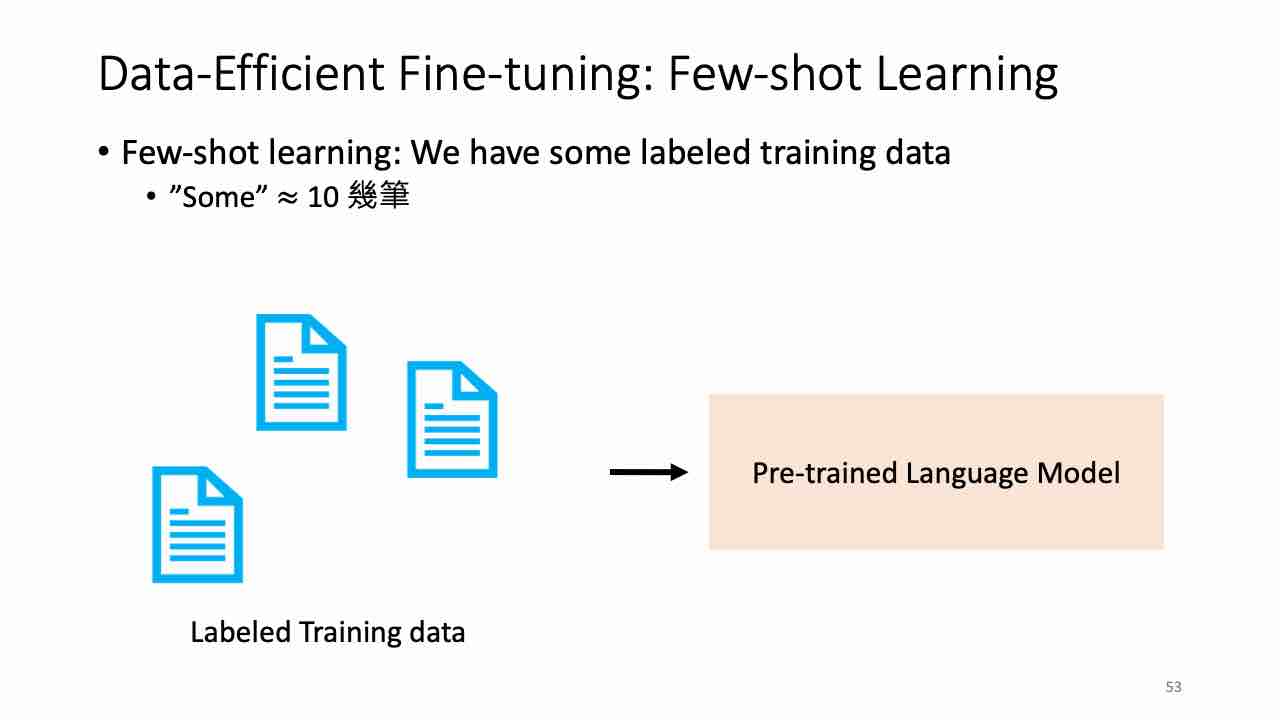 Data-Efficient Fine-tuning: Few-shot Learning
• Few-shot learning: We have some labeled training data
• ”Some” ≈ 10 幾筆
Pre-trained Language Model
Labeled Training data
53